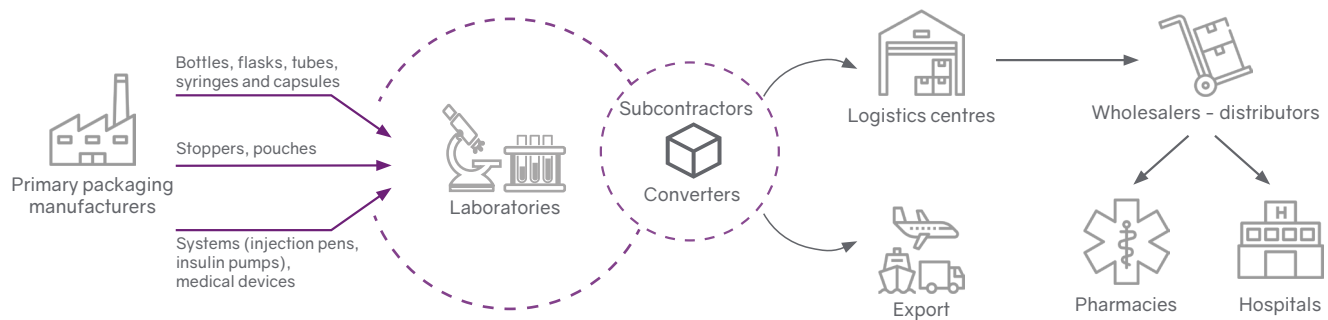 Bottles, flasks, tubes,
syringes and capsules
Stoppers, pouches
Primary packaging
manufacturers
Systems (injection pens,
insulin pumps),
medical devices
Laboratories
Subcontractors
Converters
Logistics centres
Wholesalers - distributors
Export
H
Pharmacies
Hospitals